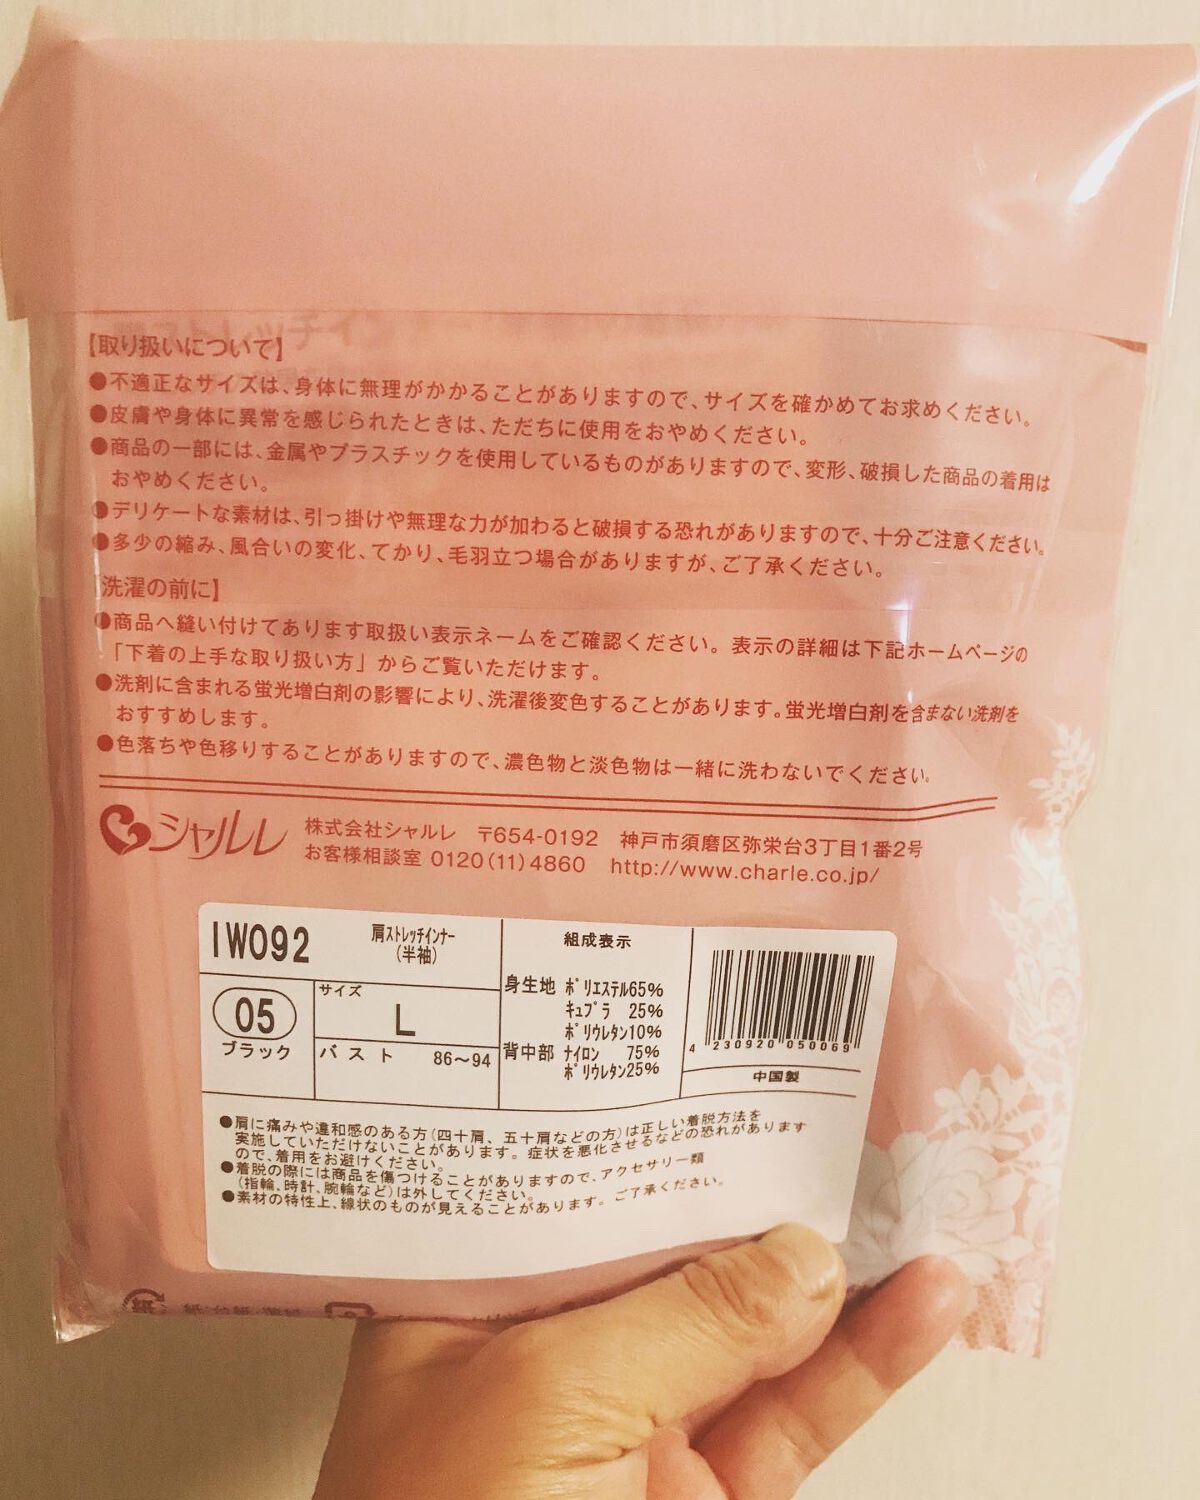 【取り扱いについて】
●不適正なサイズは、身体に無理がかかることがありますので、サイズを確かめてお求めください。
●皮膚や身体に異常を感じられたときは、ただちに使用をおやめください。
●商品の一部には、金属やプラスチックを使用しているものがありますので、変形、破損した商品の着用は
おやめください。
●デリケートな素材は、引っ掛けや無理な力が加わると破損する恐れがありますので、十分ご注意ください。
●多少の縮み、風合いの変化、てかり、毛羽立つ場合がありますが、ご了承ください。
【洗濯の前に】
●商品へ縫い付けてあります取扱い表示ネームをご確認ください。表示の詳細は下記ホームページの
「下着の上手な取り扱い方」からご覧いただけます。
●洗剤に含まれる蛍光増白剤の影響により、洗濯後変色することがあります。蛍光増白剤を含まない洗剤を
おすすめします。
●色落ちや色移りすることがありますので、濃色物と淡色物は一緒に洗わないでください。
シャルレ 株式会社シャルレ 〒654-0192 神戸市須磨区弥栄台3丁目1番2号
お客様相談室 0120(11)4860 http://www.charle.co.jp/
IW092 肩ストレッチインナー
(半袖)
05
ブラック
サイズ
L
バスト 86～94
組成表示
身生地 ポリエステル65%
キュプラ 25%
ポリウレタン10%
背中部 ナイロン 75%
ポリウレタン25%
4 230920 050069
中国製
●肩に痛みや違和感のある方(四十肩、五十肩などの方)は正しい着脱方法を
実施していただけないことがあります。症状を悪化させるなどの恐れがあります
ので、着用をお避けください。
●着脱の際には商品を傷つけることがありますので、アクセサリー類
(指輪、時計、腕輪など)は外してください。
●素材の特性上、線状のものが見えることがあります。ご了承ください。
紙